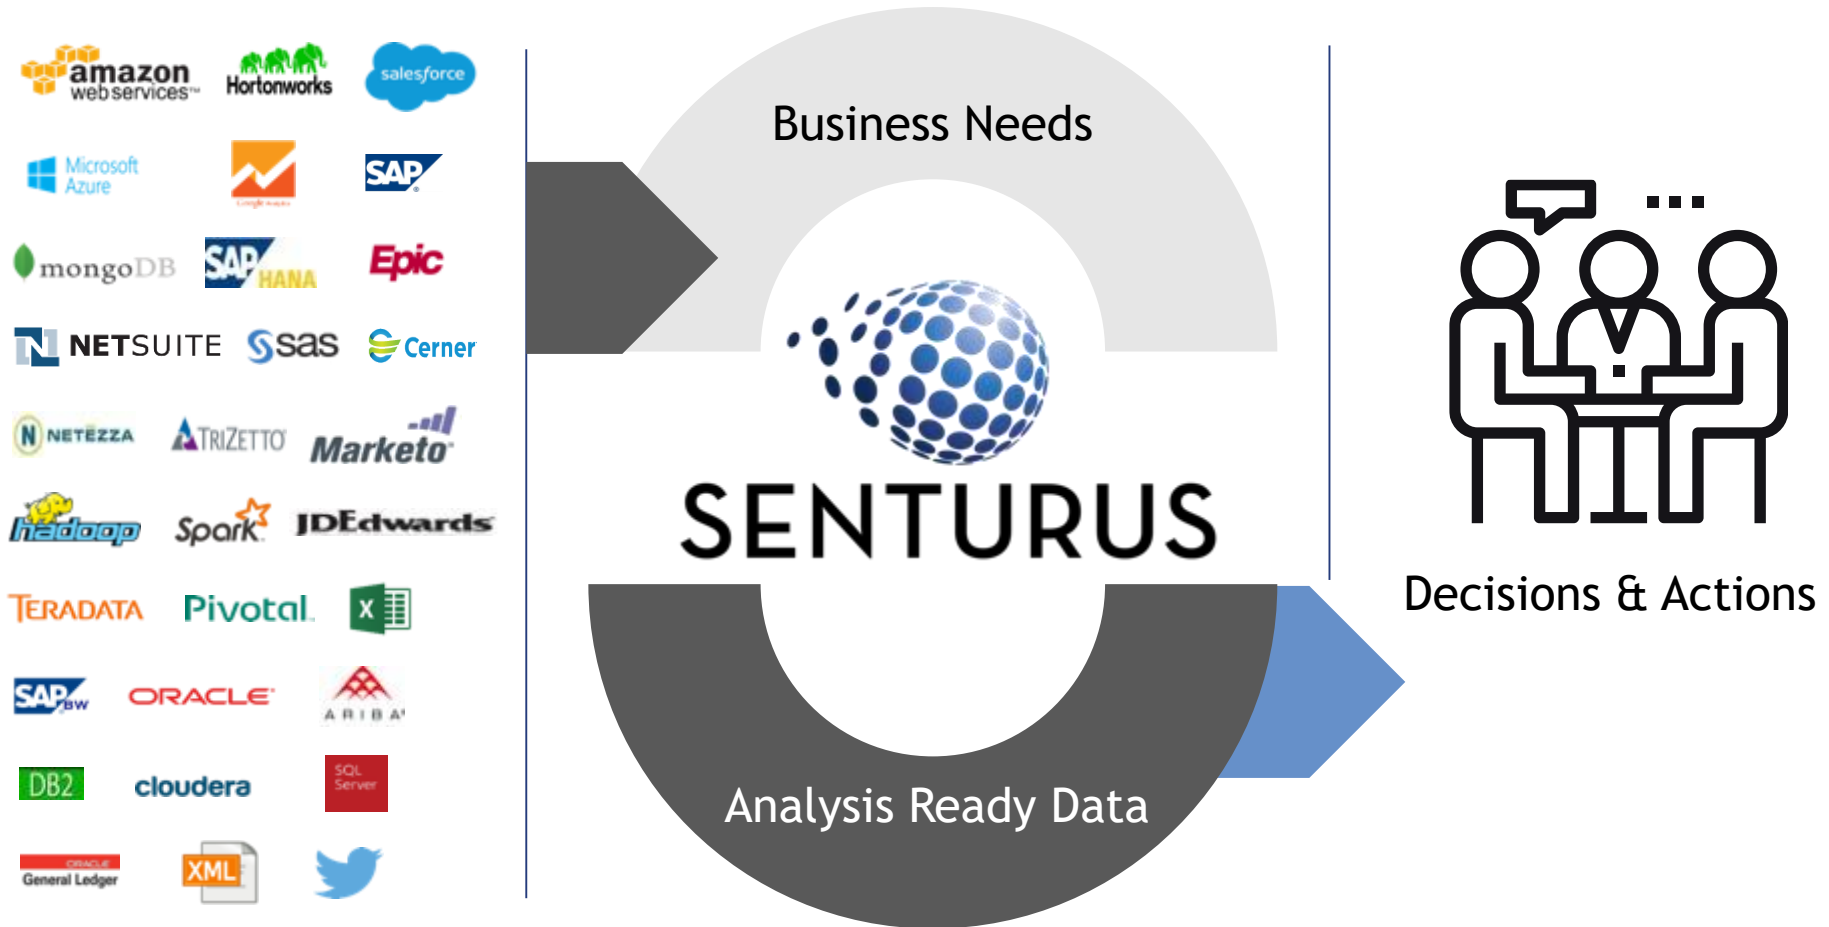 amazon
web services™
Hortonworks
salesforce
Microsoft
Azure
SAP®
mongoDB
SAP
HANA
Epic
NETSUITE
sas
Cerner
N NETEZZA
TRIZETTO
Marketo
hadoop
Spark
JDEdwards
TERADATA
Pivotal
X
SAP BW
ORACLE
ARIBA
DB2
cloudera
SQL
Server
ORACLE
General Ledger
XML
Business Needs
SENTURUS
Analysis Ready Data
Decisions & Actions